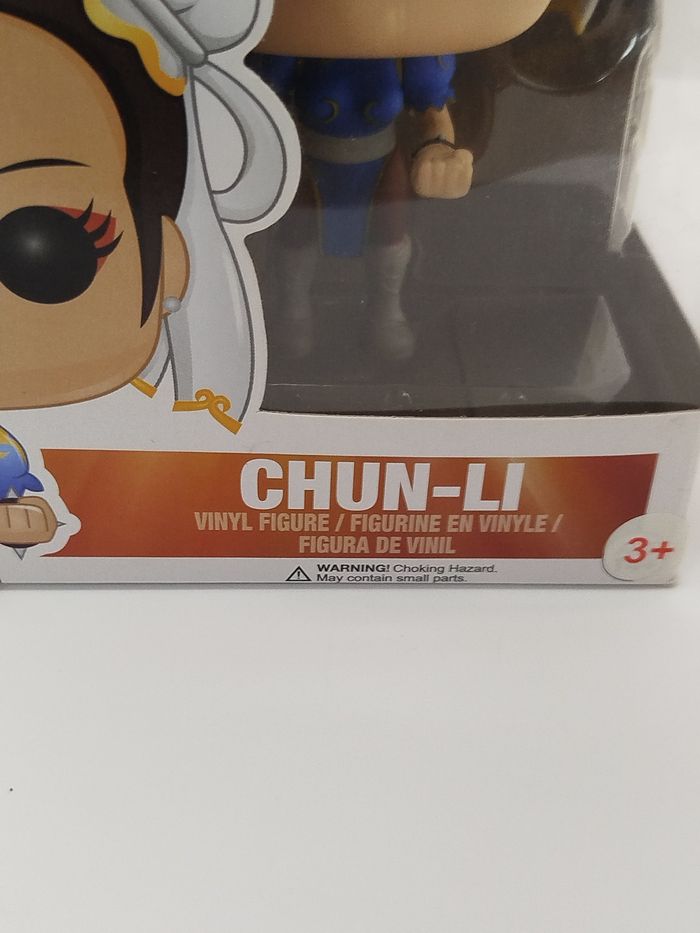 CHUN-LI
VINYL FIGURE / FIGURINE EN VINYLE /
FIGURA DE VINIL
3+
WARNING! Choking Hazard.
May contain small parts.